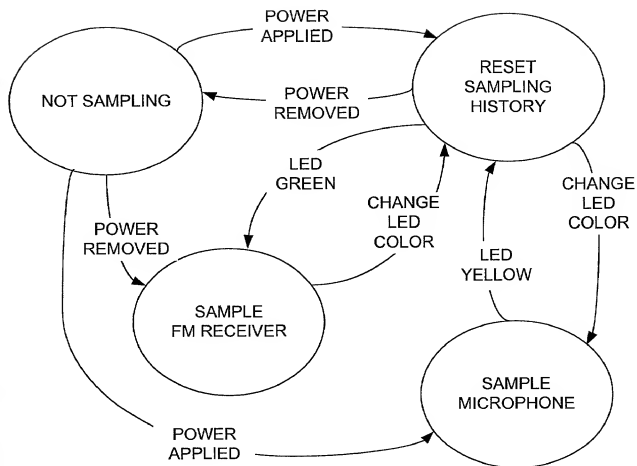 POWER
APPLIED
NOT SAMPLING
RESET
SAMPLING
HISTORY
POWER
REMOVED
LED
GREEN
CHANGE
LED
COLOR
CHANGE
LED
COLOR
POWER
REMOVED
LED
YELLOW
SAMPLE
FM RECEIVER
SAMPLE
MICROPHONE
POWER
APPLIED